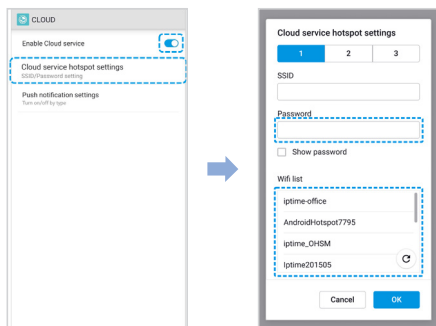 CLOUD
Enable Cloud service
Cloud service hotspot settings
SSID/Password setting
Push notification settings
Turn on/off by type
Cloud service hotspot settings
1 2 3
SSID
Password
Show password
Wifi list
iptime-office
AndroidHotspot7795
iptime_OHSM
Iptime201505
Cancel OK